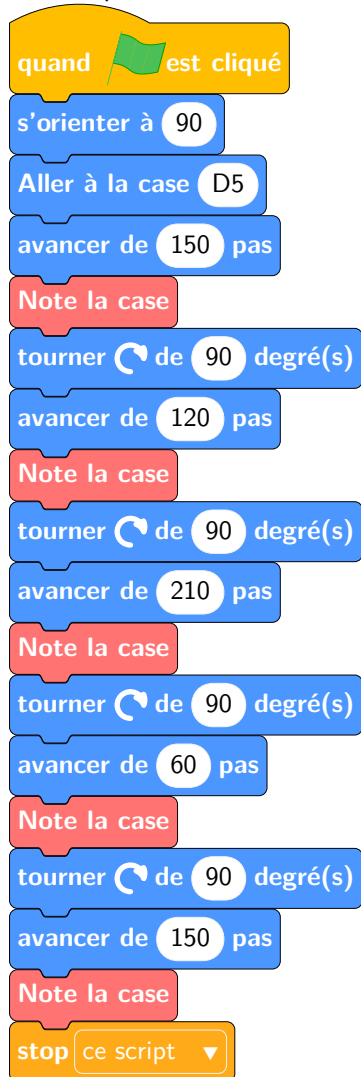 quand est cliqué
s'orienter à 90
Aller à la case D5
avancer de 150 pas
Note la case
tourner de 90 degré(s)
avancer de 120 pas
Note la case
tourner de 90 degré(s)
avancer de 210 pas
Note la case
tourner de 90 degré(s)
avancer de 60 pas
Note la case
tourner de 90 degré(s)
avancer de 150 pas
Note la case
stop ce script